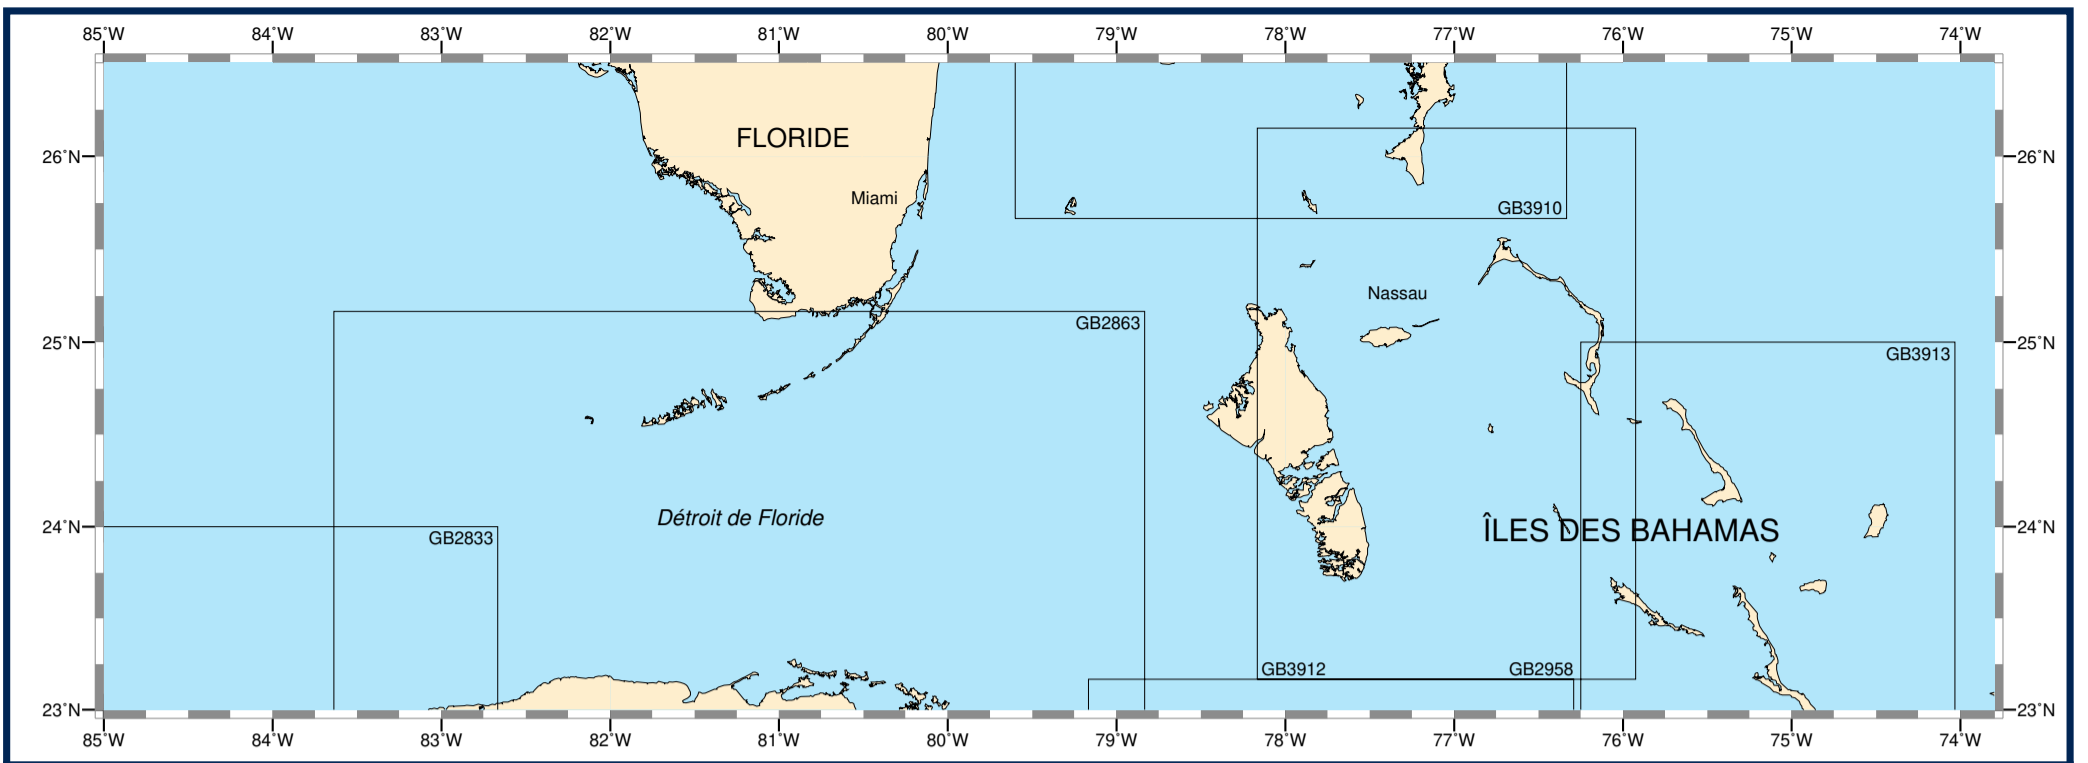 85˚W 84˚W 83˚W 82˚W 81˚W 80˚W 79˚W 78˚W 77˚W 76˚W 75˚W 74˚W
FLORIDE
26˚N 26˚N
Miami
GB3910
Nassau
GB2863
25˚N 25˚N
GB3913
Détroit de Floride
24˚N ÎLES DES BAHAMAS 24˚N
GB2833
GB3912 GB2958
23˚N 23˚N
85˚W 84˚W 83˚W 82˚W 81˚W 80˚W 79˚W 78˚W 77˚W 76˚W 75˚W 74˚W